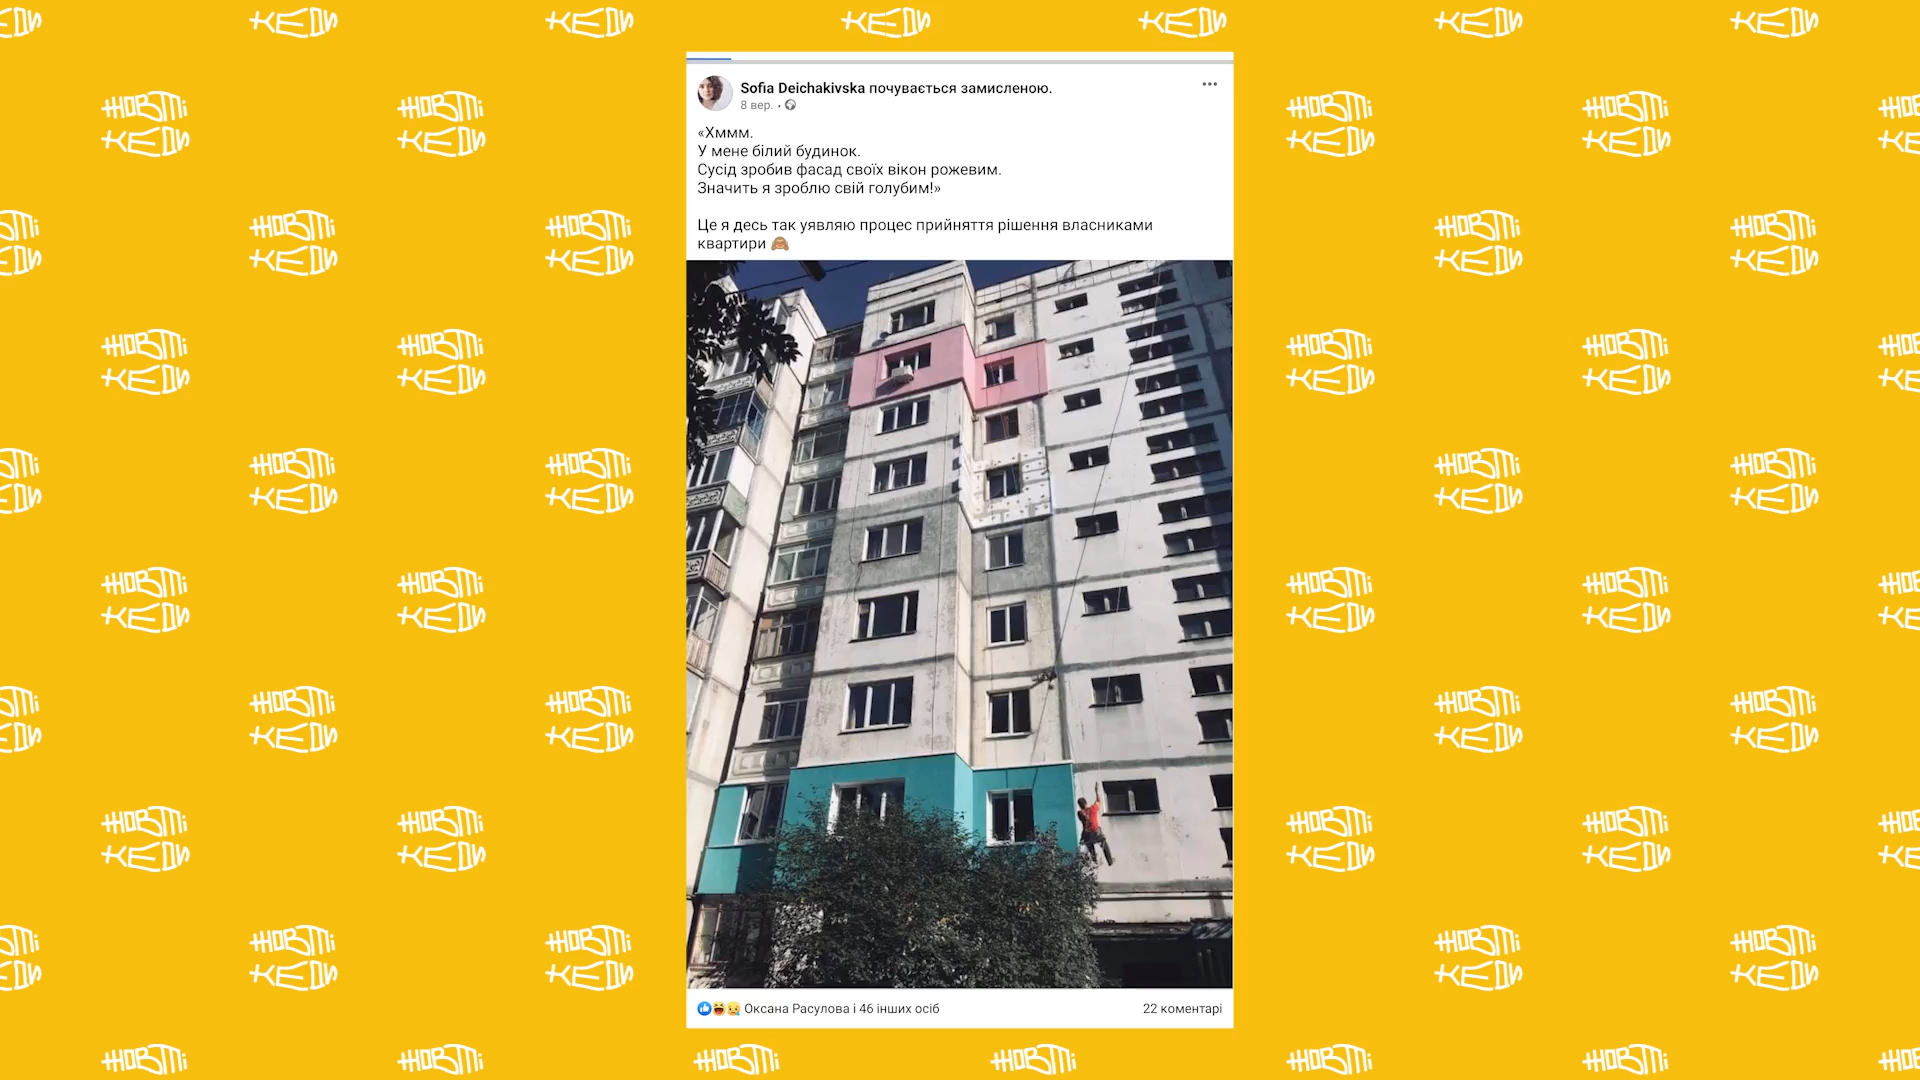 Sofia Deichakivska почувається замисленою.
8 вер.
«Хммм.
У мене білий будинок.
Сусід зробив фасад своїх вікон рожевим.
Значить я зроблю свій голубим!»
Це я десь так уявляю процес прийняття рішення власниками
квартири
Оксана Расулова і 46 інших осіб
22 коментарі
ЖОВТІ
КЕДИ